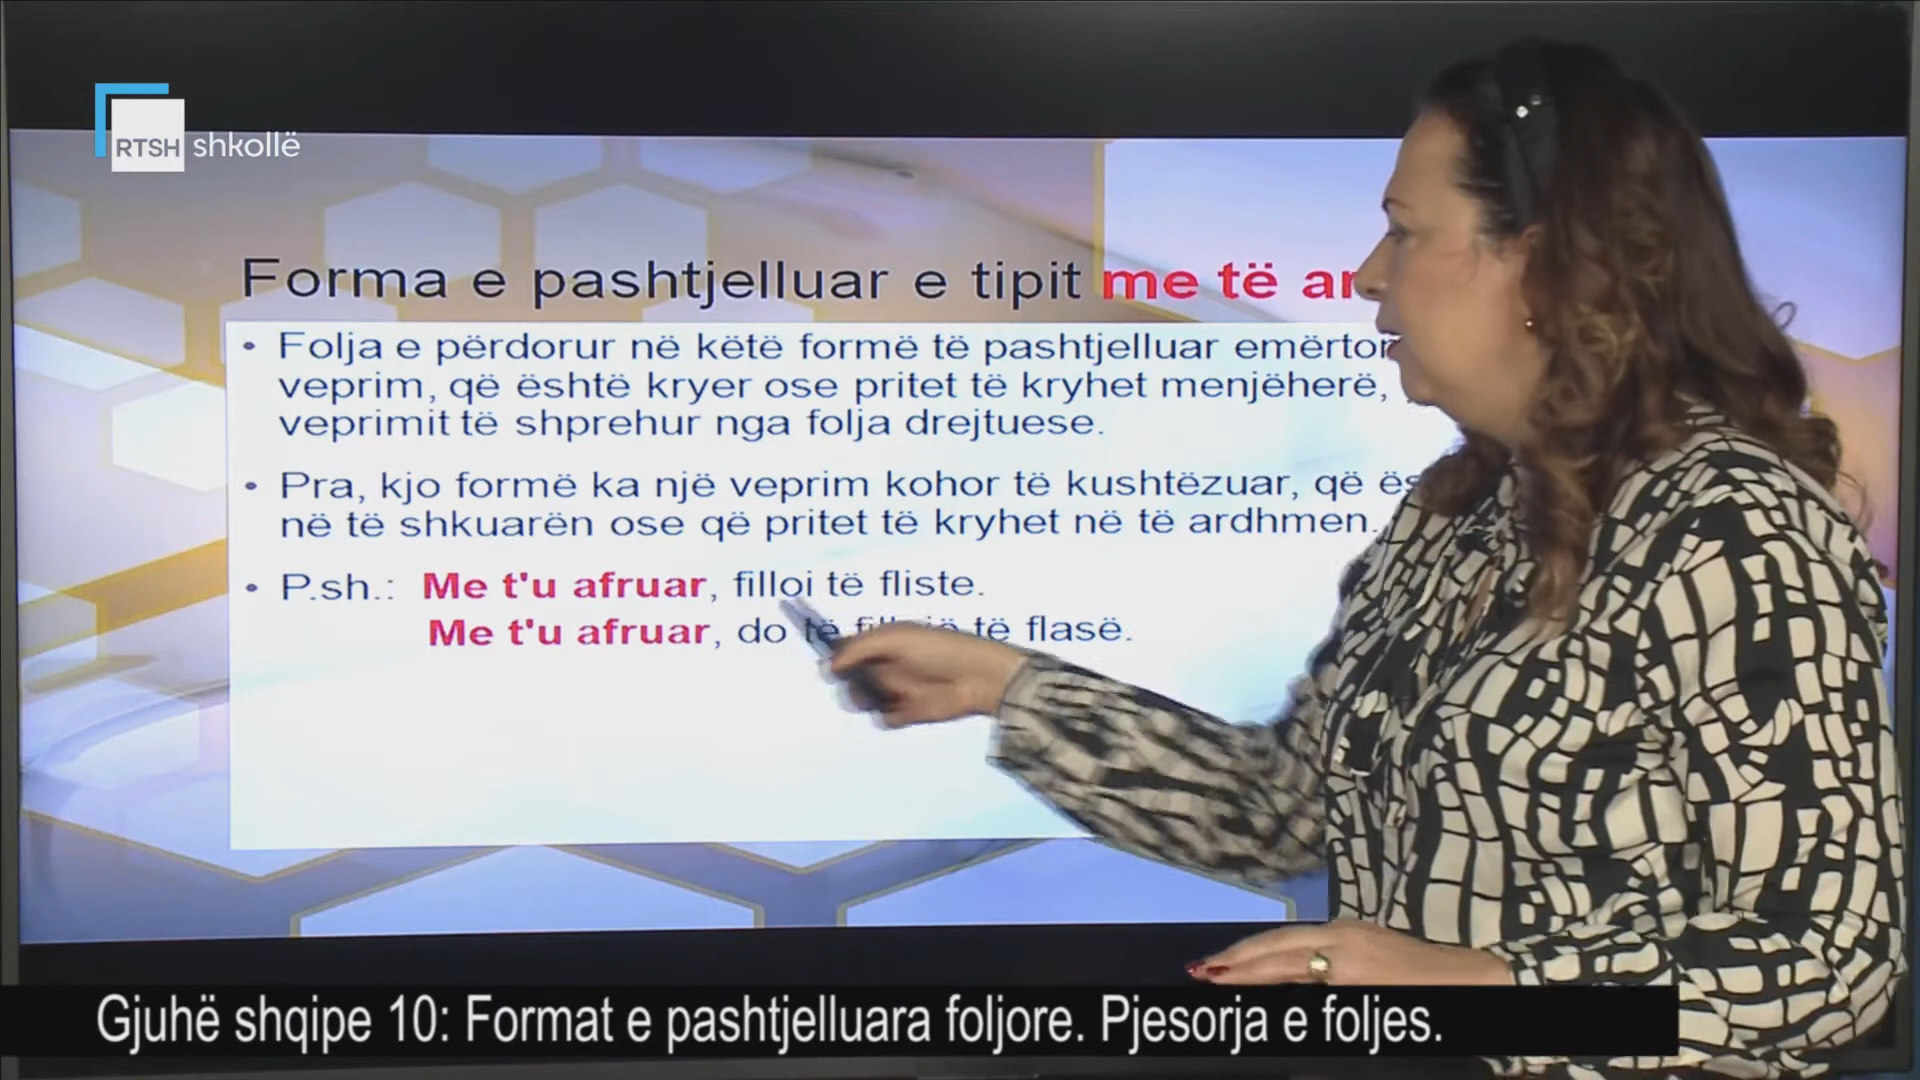 RTSH shkollë
Forma e pashtjelluar e tipit me të
• Folja e përdorur në këtë formë të pashtjelluar
veprim, që është kryer ose pritet të kryhet menjëherë,
veprimit të shprehur nga folja drejtuese.
• Pra, kjo formë ka një veprim kohor të kushtëzuar, që
në të shkuarën ose që pritet të kryhet në të ardhmen.
• P.sh.: Me t'u afruar, filloi të fliste.
Me t'u afruar, do të të flasë.
Gjuhë shqipe 10: Format e pashtjelluara foljore. Pjesorja e foljes.